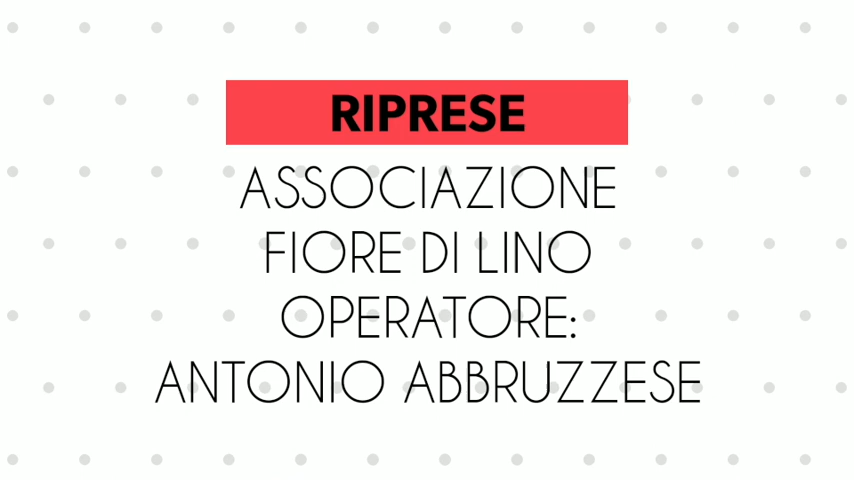 RIPRESE
ASSOCIAZIONE
FIORE DI LINO
OPERATORE:
ANTONIO ABBRUZZESE